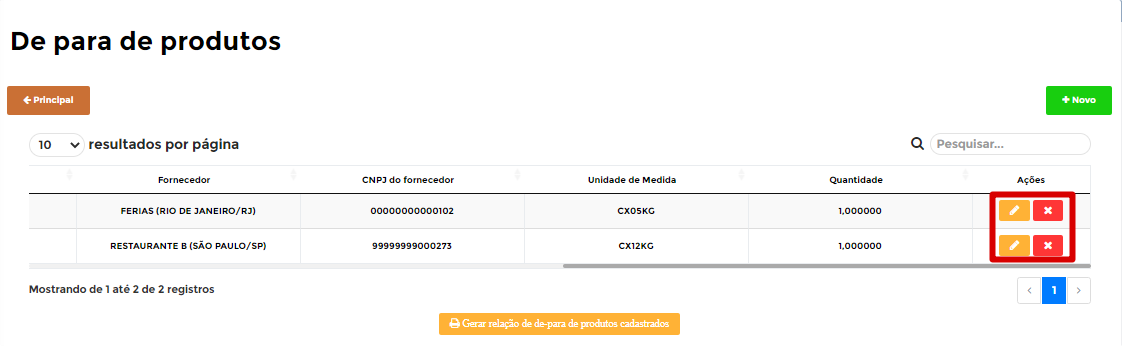 De para de produtos
Principal
Novo
10 resultados por página
Pesquisar...
Fornecedor CNPJ do fornecedor Unidade de Medida Quantidade Ações
FERIAS (RIO DE JANEIRO/RJ) 00000000000102 CX05KG 1,000000
RESTAURANTE B (SÃO PAULO/SP) 99999999000273 CX12KG 1,000000
Mostrando de 1 até 2 de 2 registros
‹ 1 ›
Gerar relação de de-para de produtos cadastrados